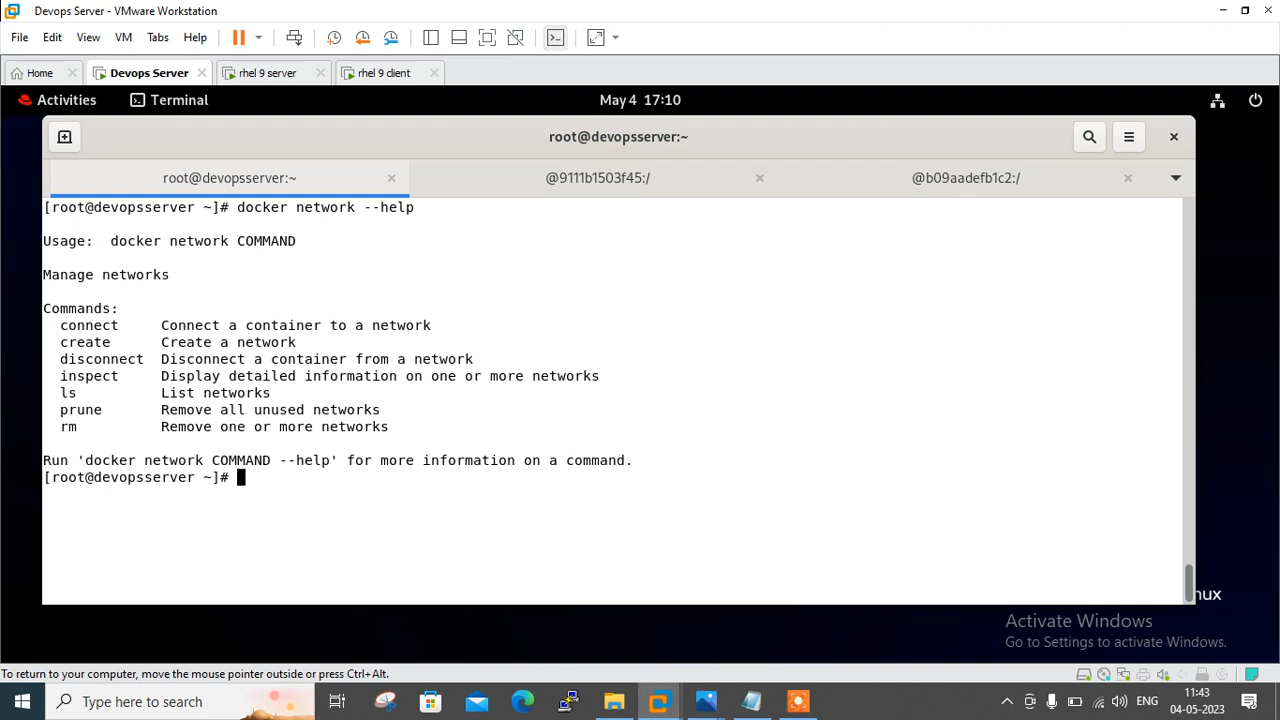 Devops Server - VMware Workstation
File Edit View VM Tabs Help
Home Devops Server rhel 9 server rhel 9 client
Activities Terminal May 4 17:10
root@devopsserver:~
root@devopsserver:~ @9111b1503f45:/ @b09aadefb1c2:/
[root@devopsserver ~]# docker network --help
Usage:  docker network COMMAND
Manage networks
Commands:
connect     Connect a container to a network
create      Create a network
disconnect  Disconnect a container from a network
inspect     Display detailed information on one or more networks
ls          List networks
prune       Remove all unused networks
rm          Remove one or more networks
Run 'docker network COMMAND --help' for more information on a command.
[root@devopsserver ~]#
nux
Activate Windows
Go to Settings to activate Windows.
To return to your computer, move the mouse pointer outside or press Ctrl+Alt.
Type here to search
ENG
11:43
04-05-2023